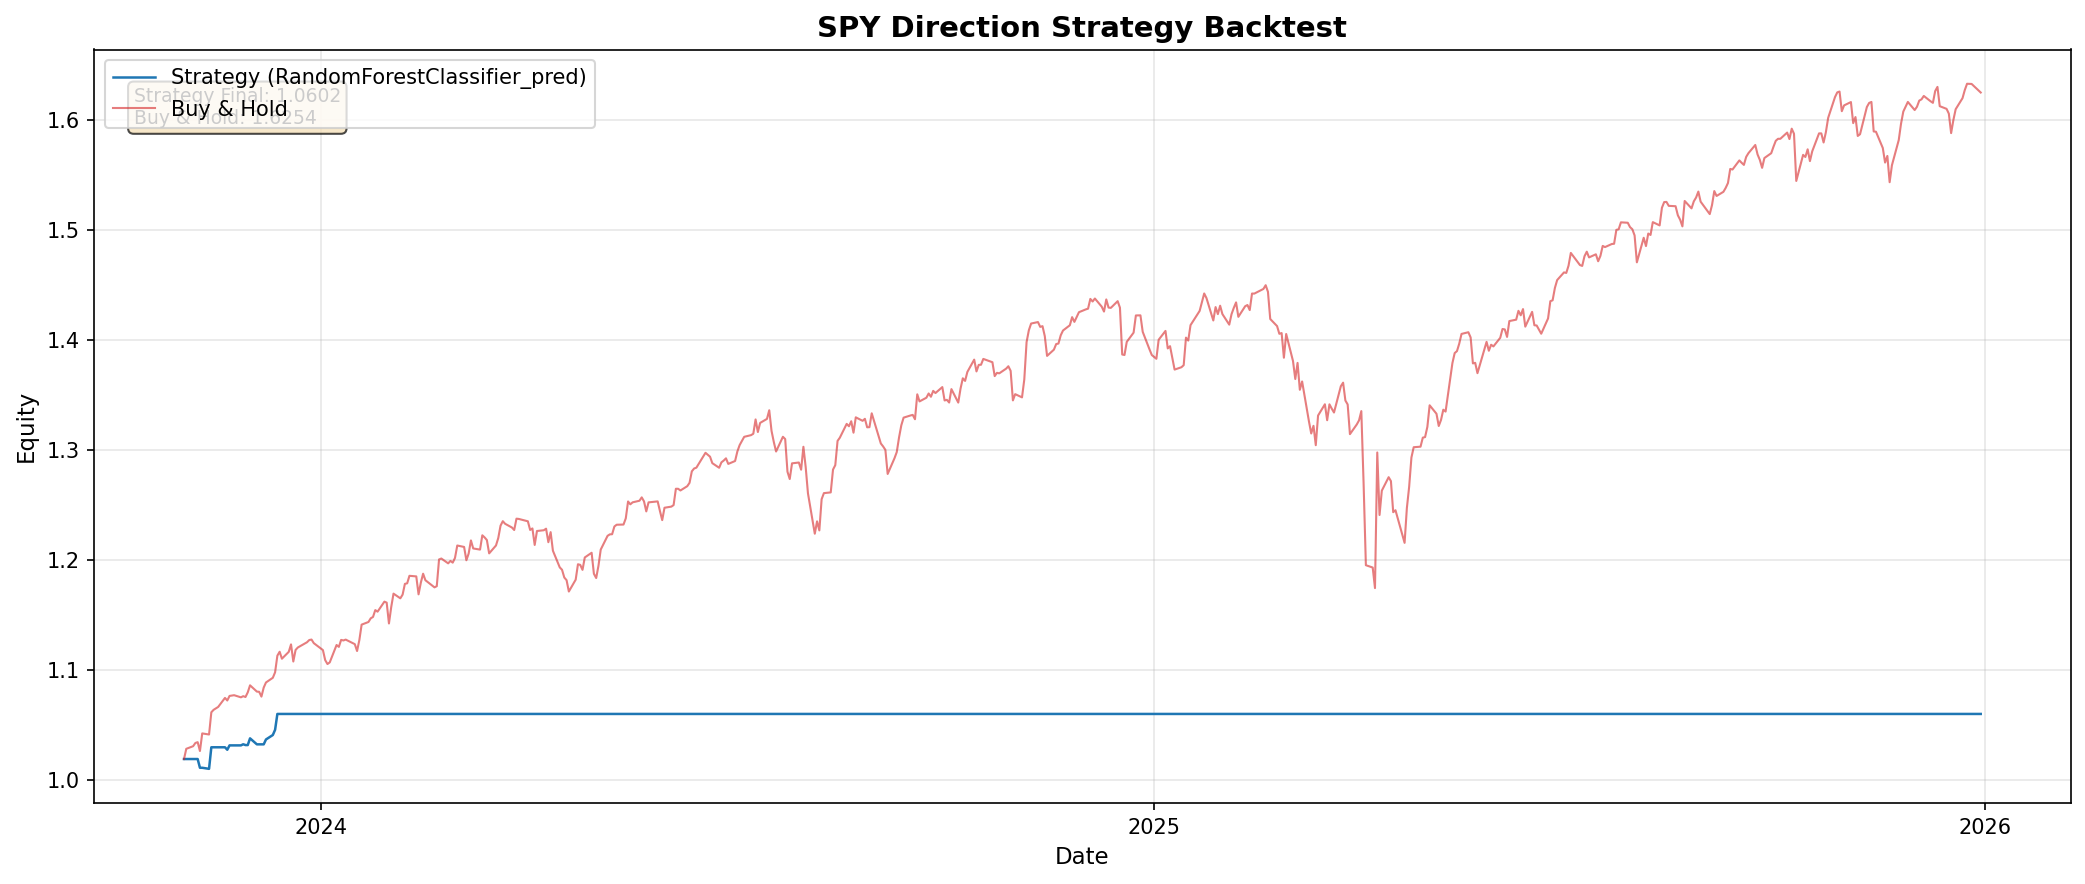 SPY Direction Strategy Backtest
Strategy (RandomForestClassifier_pred)
Buy & Hold
Strategy Final: 1.0602
Buy & Hold: 1.6254
Equity
1.6
1.5
1.4
1.3
1.2
1.1
1.0
2024
2025
2026
Date